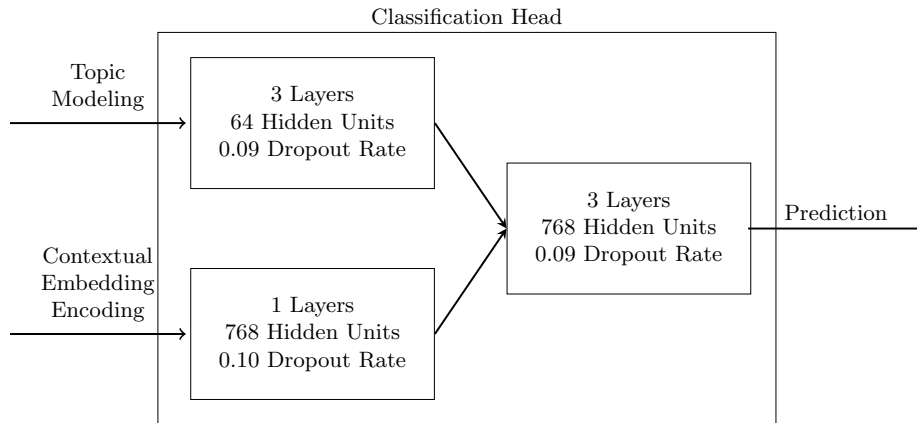 Classification Head
Topic
Modeling
3 Layers
64 Hidden Units
0.09 Dropout Rate
Contextual
Embedding
Encoding
1 Layers
768 Hidden Units
0.10 Dropout Rate
3 Layers
768 Hidden Units
0.09 Dropout Rate
Prediction